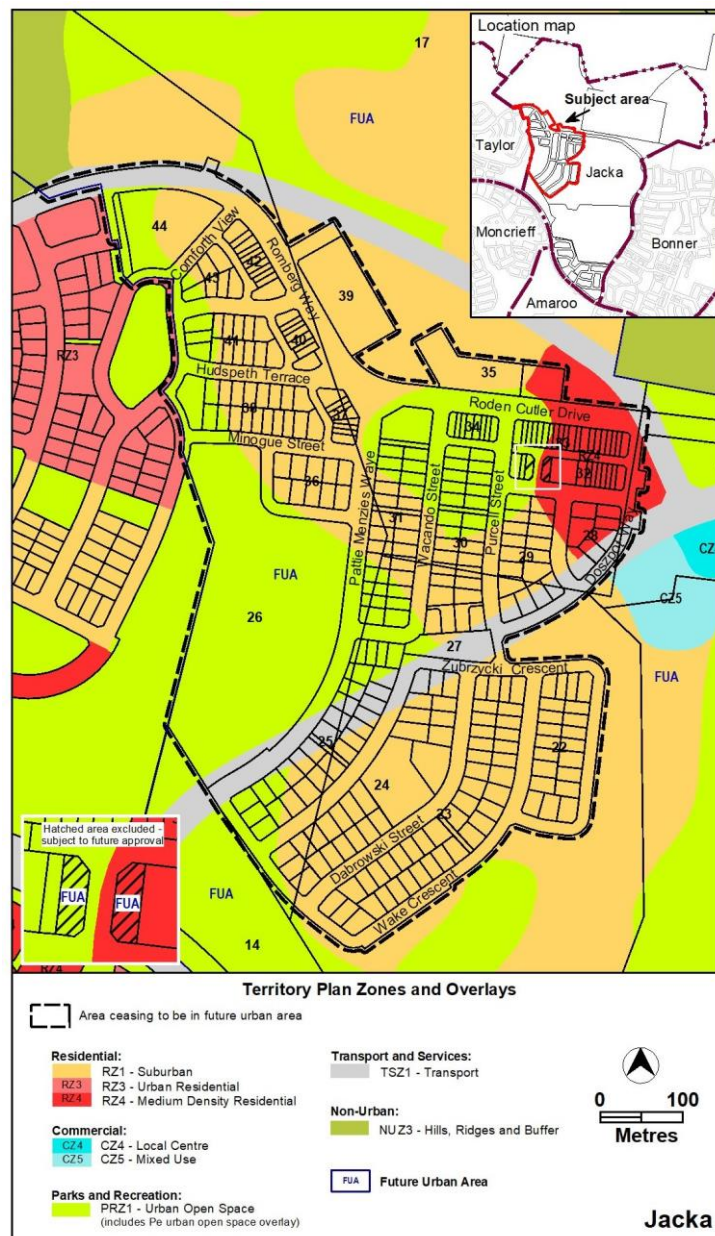 17
FUA
Location map
Subject area
Taylor
Jacka
Moncrieff
Bonner
Amaroo
44
Comforth View
43
42
Romberg Way
39
RZ3
41
40
Hudspeth Terrace
38
37
Minogue Street
36
35
Roden Cutler Drive
34
33
RZ4
32
Pattie Menzies Wave
Wacando Street
Purcell Street
31
30
29
28
CZ4
CZ5
FUA
26
27
Zubrzycki Crescent
FUA
25
24
22
23
Dabrowski Street
Wake Crescent
Hatched area excluded -
subject to future approval
FUA
FUA
FUA
14
RZ4
Territory Plan Zones and Overlays
Area ceasing to be in future urban area
Residential:
RZ1 - Suburban
RZ3 RZ3 - Urban Residential
RZ4 RZ4 - Medium Density Residential
Commercial:
CZ4 CZ4 - Local Centre
CZ5 CZ5 - Mixed Use
Parks and Recreation:
PRZ1 - Urban Open Space
(includes Pe urban open space overlay)
Transport and Services:
TSZ1 - Transport
Non-Urban:
NUZ3 - Hills, Ridges and Buffer
FUA Future Urban Area
0 100
Metres
Jacka